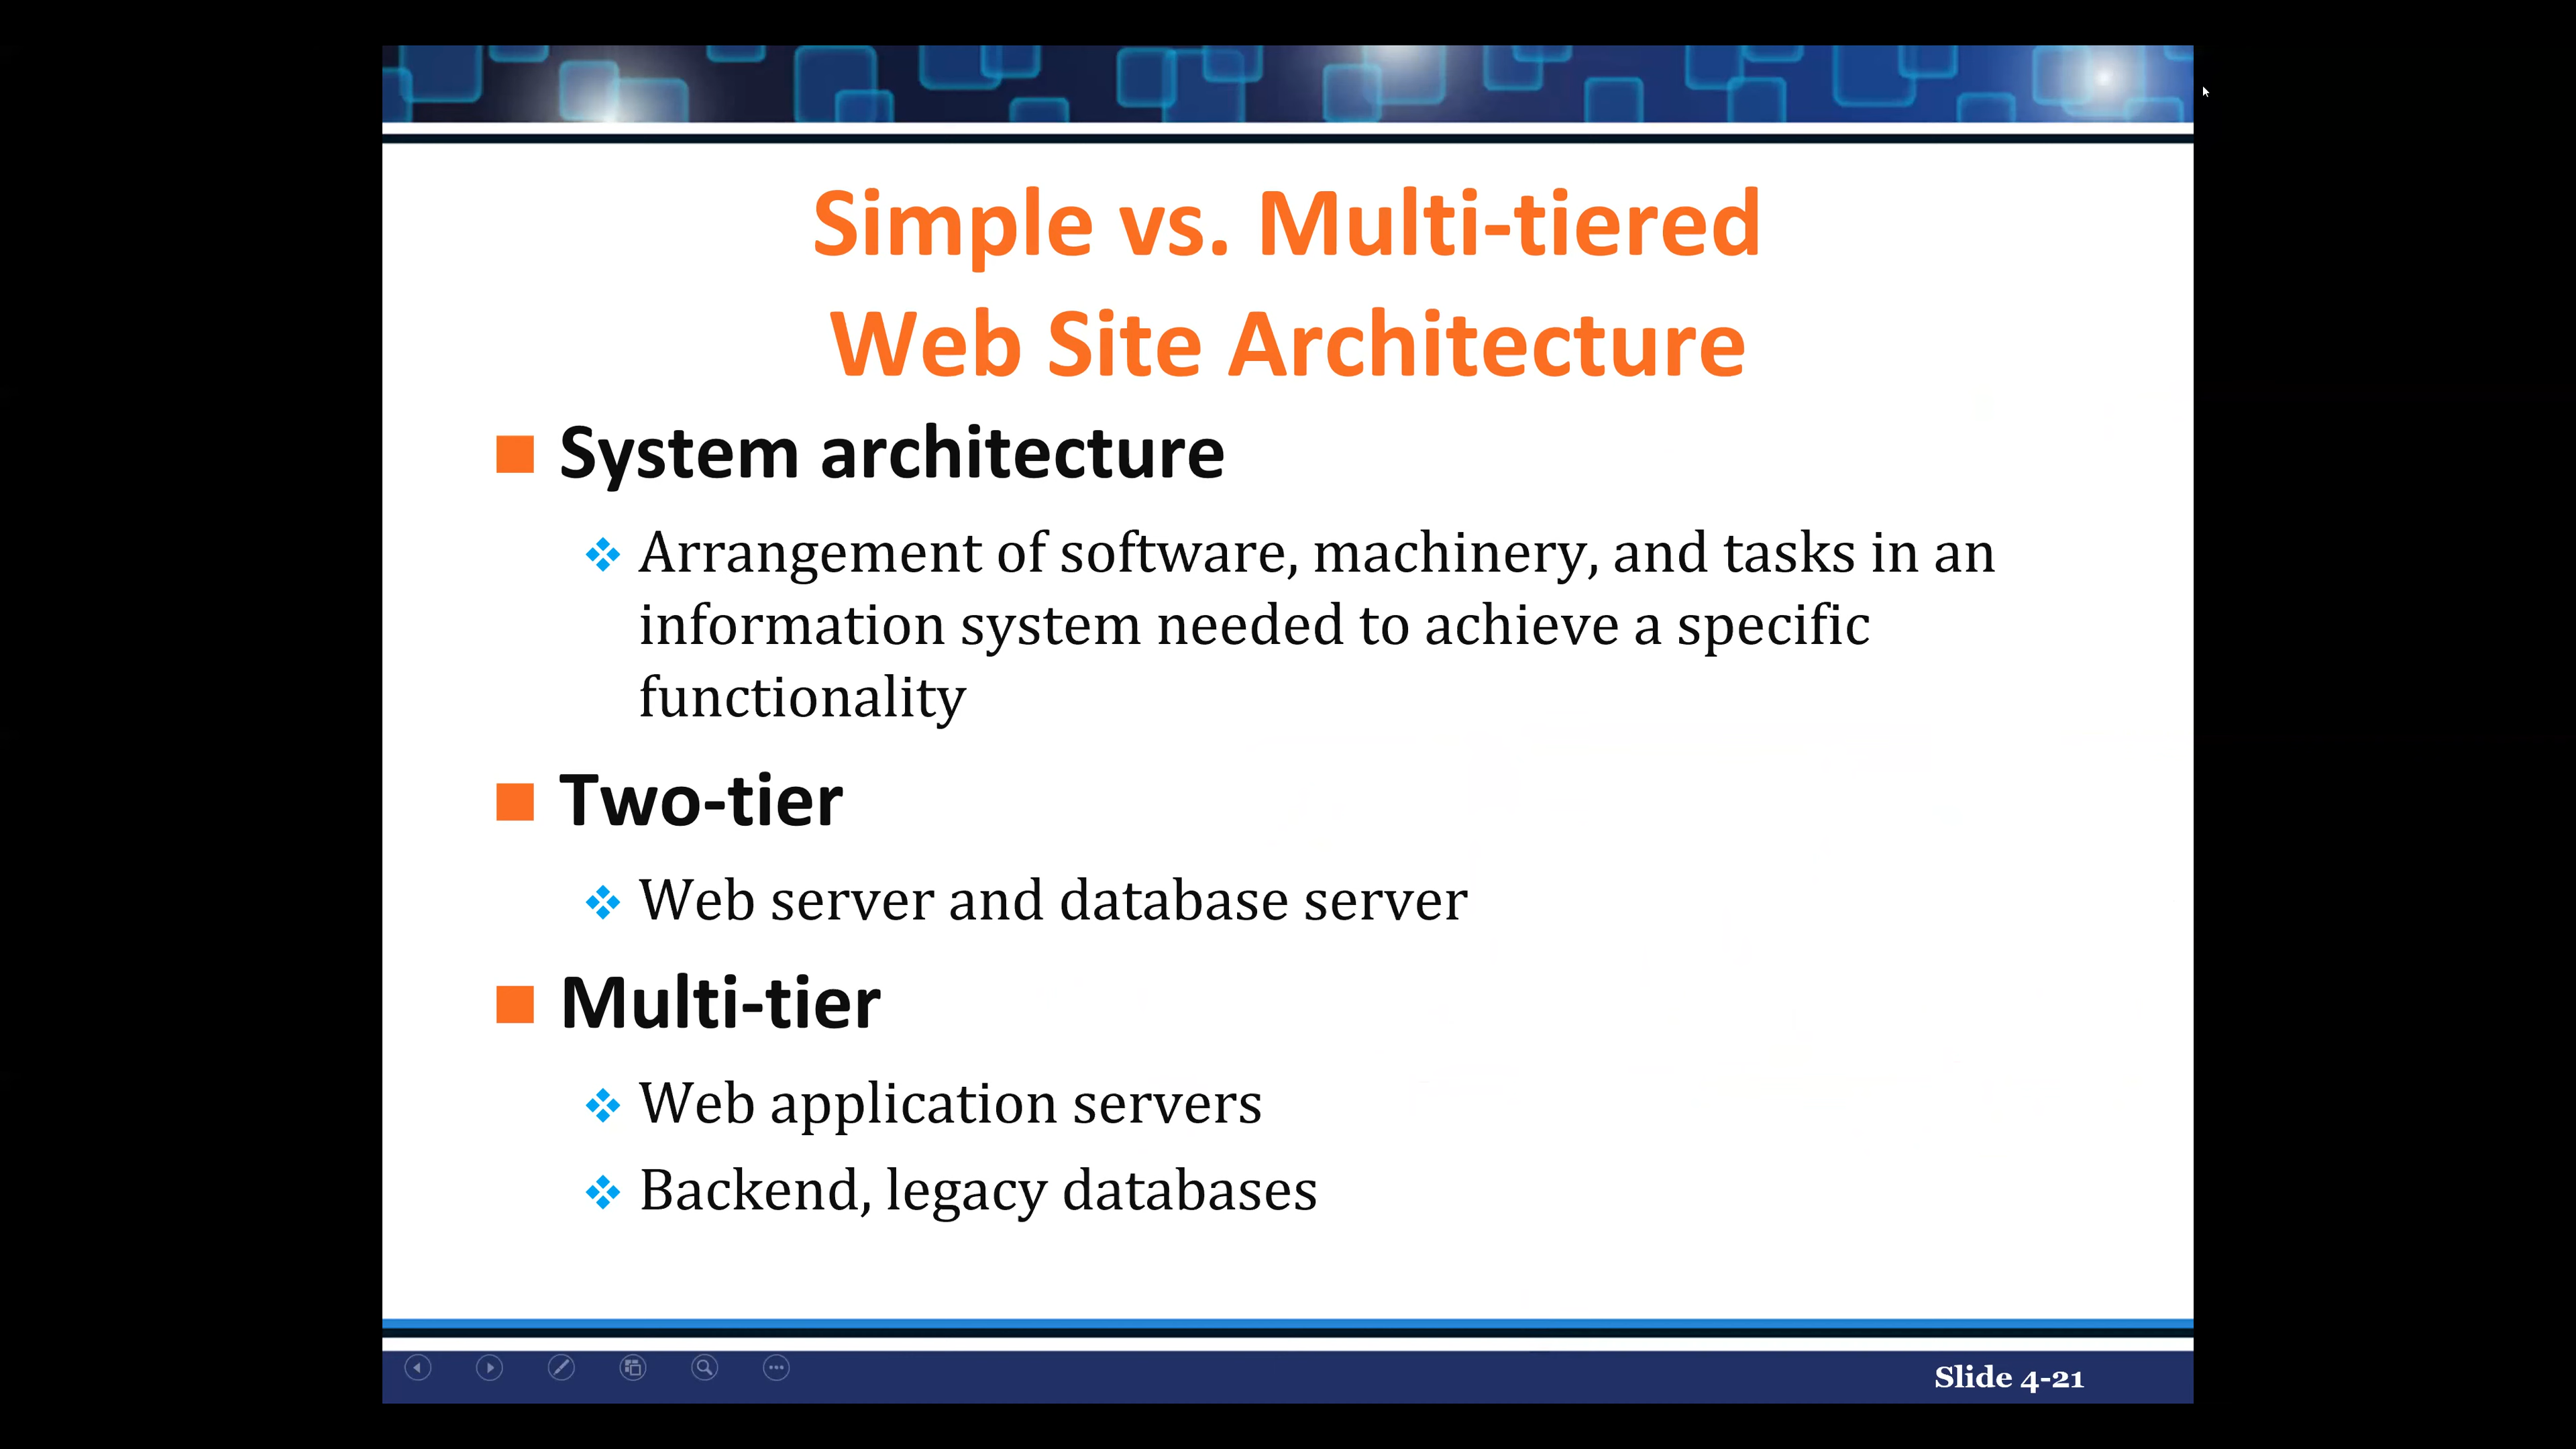 Simple vs. Multi-tiered
Web Site Architecture
System architecture
Arrangement of software, machinery, and tasks in an
information system needed to achieve a specific
functionality
Two-tier
Web server and database server
Multi-tier
Web application servers
Backend, legacy databases
Slide 4-21